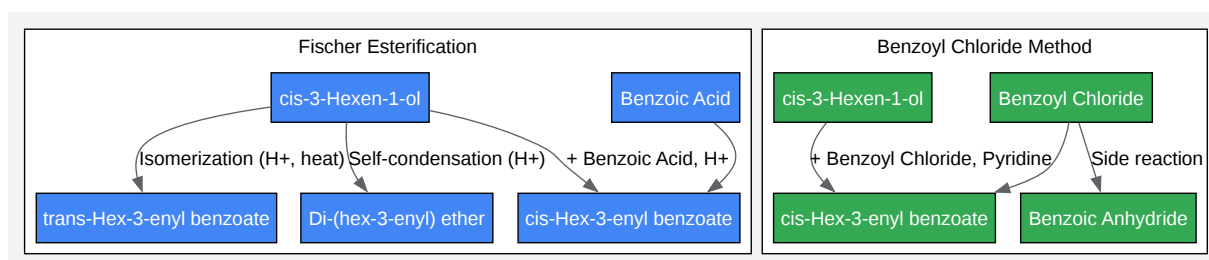 Fischer Esterification
cis-3-Hexen-1-ol
Benzoic Acid
Isomerization (H+, heat)
Self-condensation (H+)
+ Benzoic Acid, H+
trans-Hex-3-enyl benzoate
Di-(hex-3-enyl) ether
cis-Hex-3-enyl benzoate
Benzoyl Chloride Method
cis-3-Hexen-1-ol
Benzoyl Chloride
+ Benzoyl Chloride, Pyridine
Side reaction
cis-Hex-3-enyl benzoate
Benzoic Anhydride